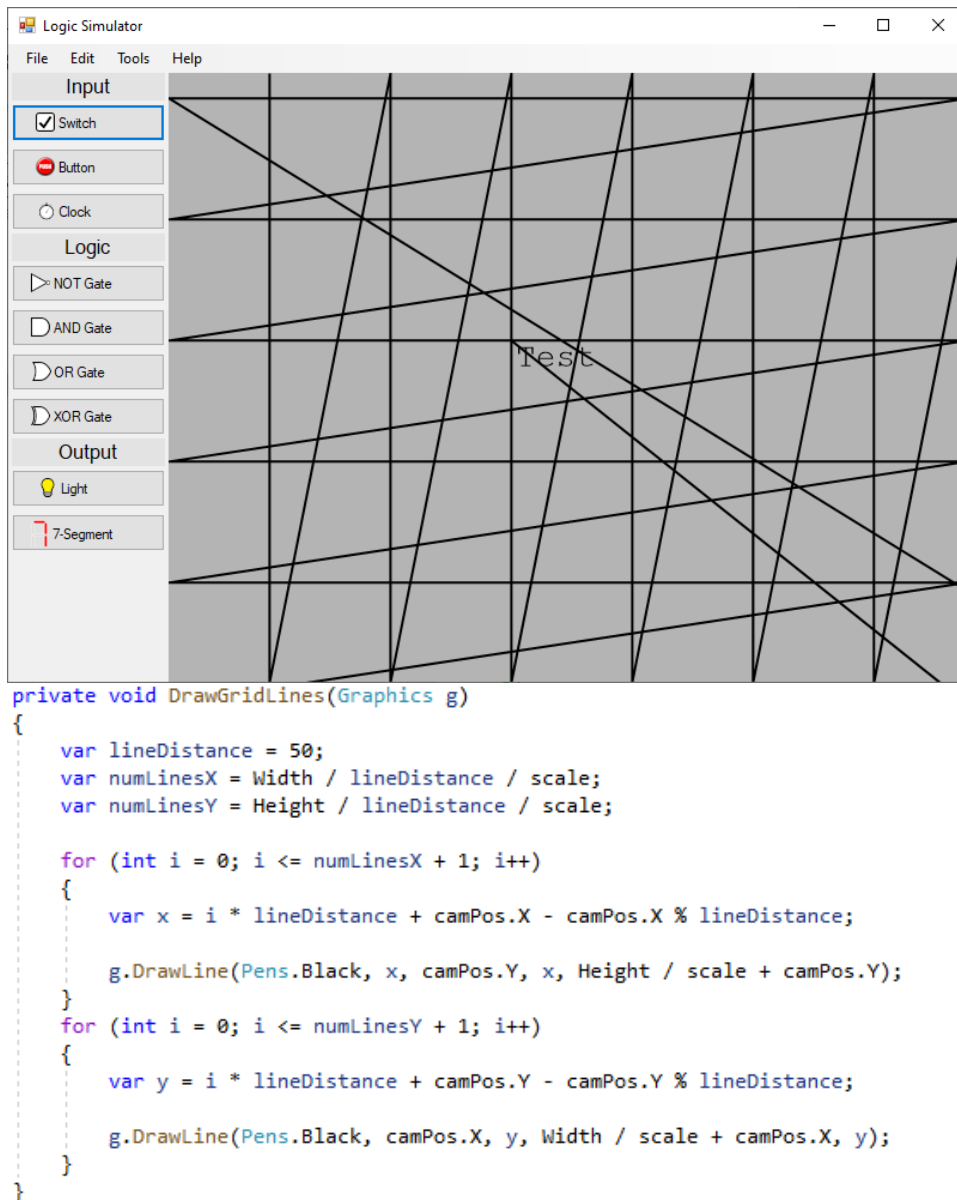 Logic Simulator
File Edit Tools Help
Input
Switch
Button
Clock
Logic
NOT Gate
AND Gate
OR Gate
XOR Gate
Output
Light
7-Segment
Test
private void DrawGridLines(Graphics g)
{
    var lineDistance = 50;
    var numLinesX = Width / lineDistance / scale;
    var numLinesY = Height / lineDistance / scale;

    for (int i = 0; i <= numLinesX + 1; i++)
    {
        var x = i * lineDistance + camPos.X - camPos.X % lineDistance;

        g.DrawLine(Pens.Black, x, camPos.Y, x, Height / scale + camPos.Y);
    }
    for (int i = 0; i <= numLinesY + 1; i++)
    {
        var y = i * lineDistance + camPos.Y - camPos.Y % lineDistance;

        g.DrawLine(Pens.Black, camPos.X, y, Width / scale + camPos.X, y);
    }
}